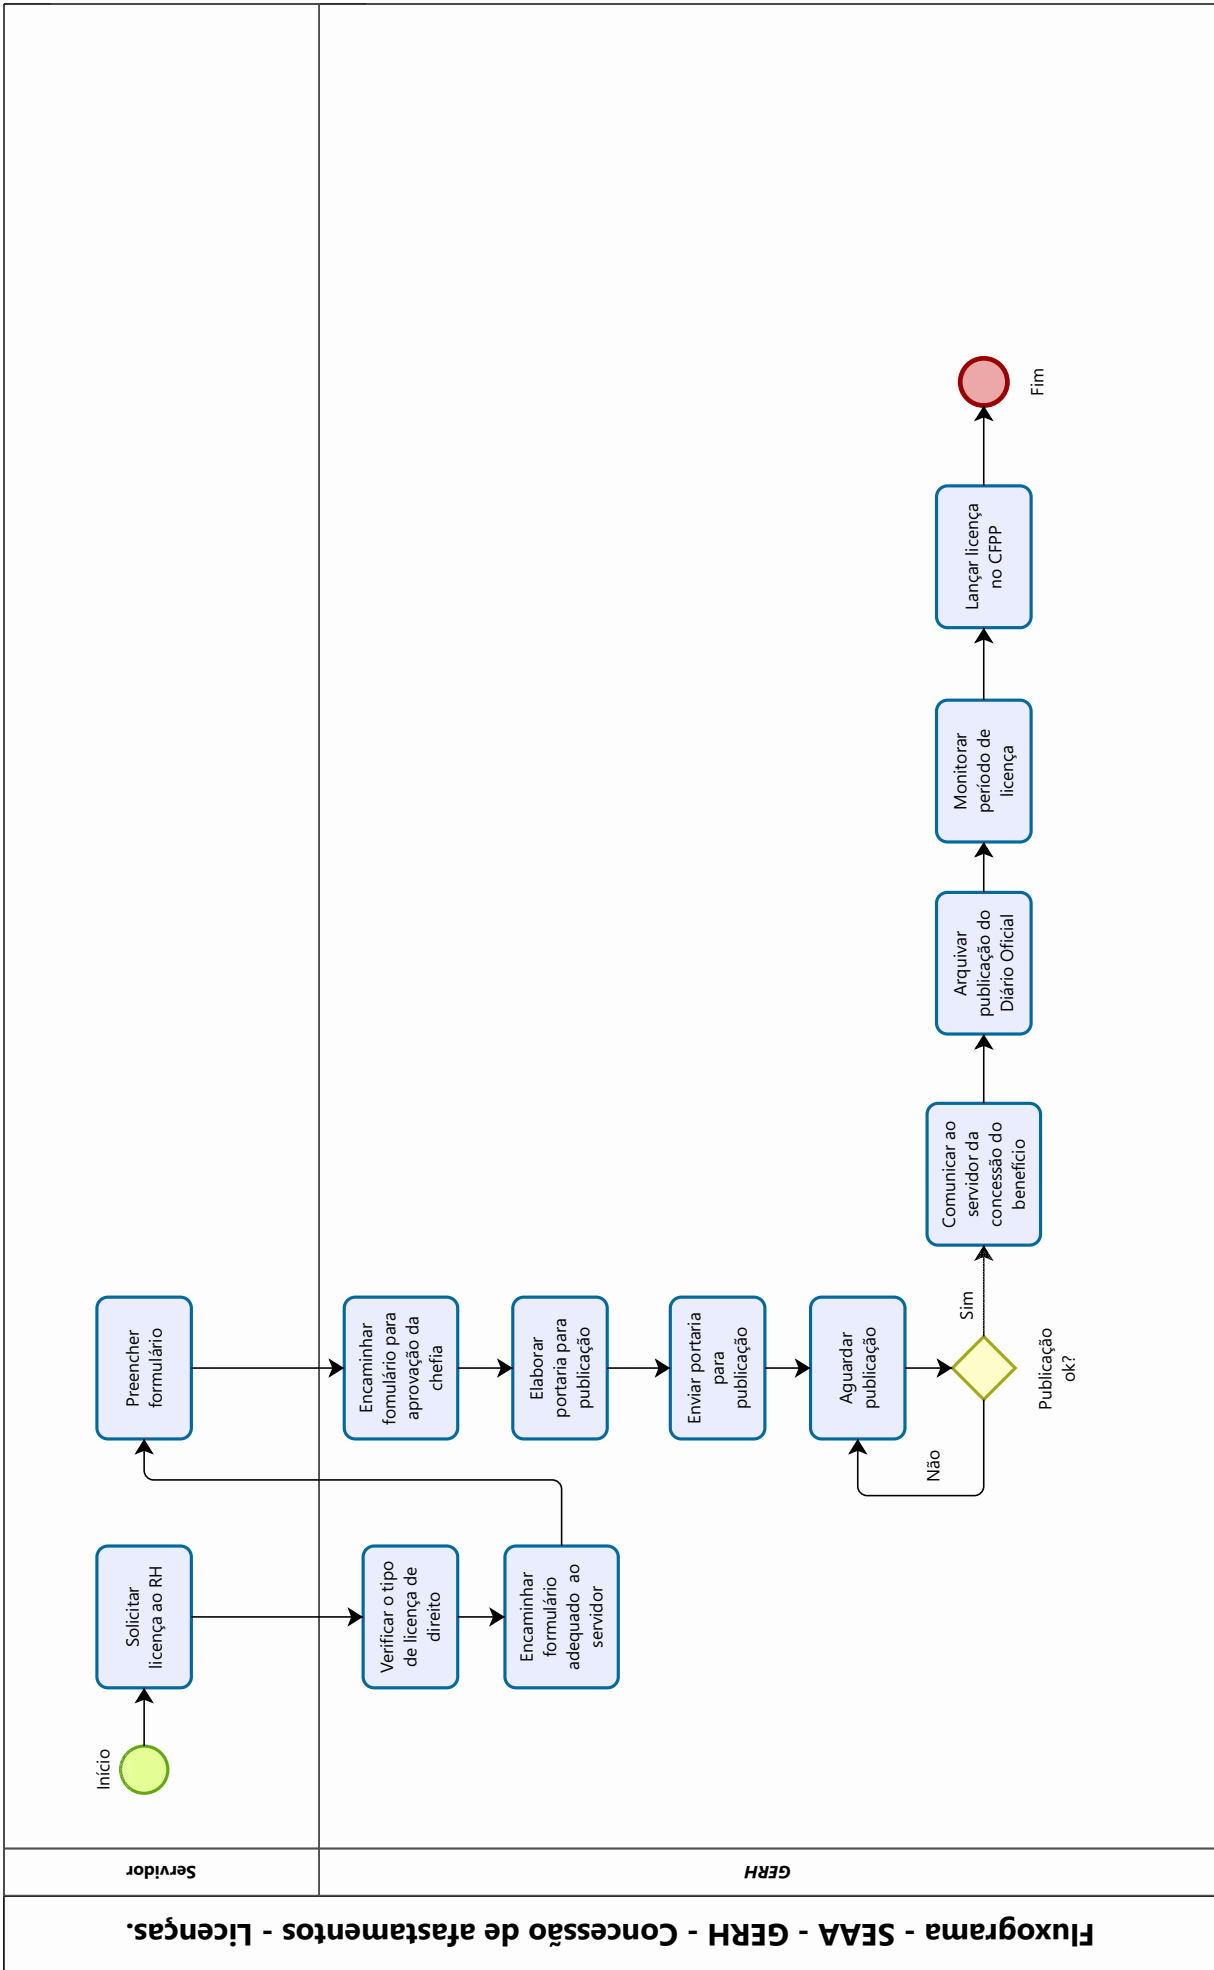 Fluxograma - SEAA - GERH - Concessão de afastamentos - Licenças.
Servidor
GERH
Início
Solicitar
licença ao RH
Verificar o tipo
de licença de
direito
Encaminhar
formulário
adequado ao
servidor
Preencher
formulário
Encaminhar
fomulário para
aprovação da
chefia
Elaborar
portaria para
publicação
Enviar portaria
para
publicação
Aguardar
publicação
Não
Publicação
ok?
Sim
Comunicar ao
servidor da
concessão do
benefício
Arquivar
publicação do
Diário Oficial
Monitorar
período de
licença
Lançar licença
no CFPP
Fim